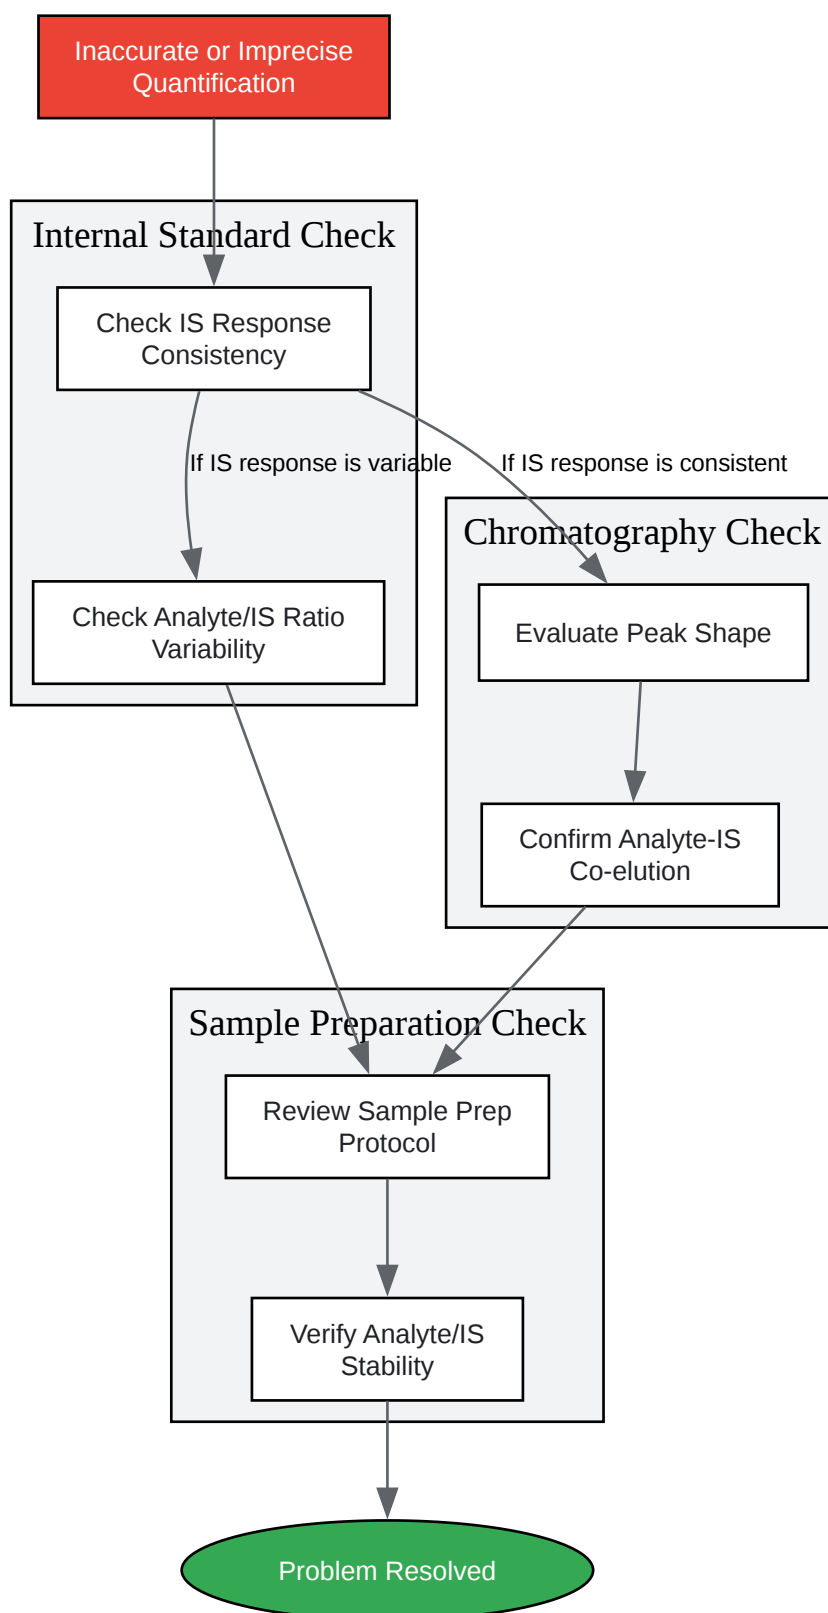 Inaccurate or Imprecise
Quantification
Internal Standard Check
Check IS Response
Consistency
If IS response is variable
If IS response is consistent
Chromatography Check
Check Analyte/IS Ratio
Variability
Evaluate Peak Shape
Confirm Analyte-IS
Co-elution
Sample Preparation Check
Review Sample Prep
Protocol
Verify Analyte/IS
Stability
Problem Resolved